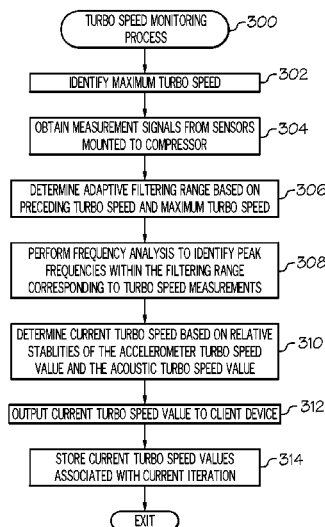 TURBO SPEED MONITORING
PROCESS
300
IDENTIFY MAXIMUM TURBO SPEED
302
OBTAIN MEASUREMENT SIGNALS FROM SENSORS
MOUNTED TO COMPRESSOR
304
DETERMINE ADAPTIVE FILTERING RANGE BASED ON
PRECEDING TURBO SPEED AND MAXIMUM TURBO SPEED
306
PERFORM FREQUENCY ANALYSIS TO IDENTIFY PEAK
FREQUENCIES WITHIN THE FILTERING RANGE
CORRESPONDING TO TURBO SPEED MEASUREMENTS
308
DETERMINE CURRENT TURBO SPEED BASED ON RELATIVE
STABLITIES OF THE ACCELEROMETER TURBO SPEED
VALUE AND THE ACOUSTIC TURBO SPEED VALUE
310
OUTPUT CURRENT TURBO SPEED VALUE TO CLIENT DEVICE
312
STORE CURRENT TURBO SPEED VALUES
ASSOCIATED WITH CURRENT ITERATION
314
EXIT